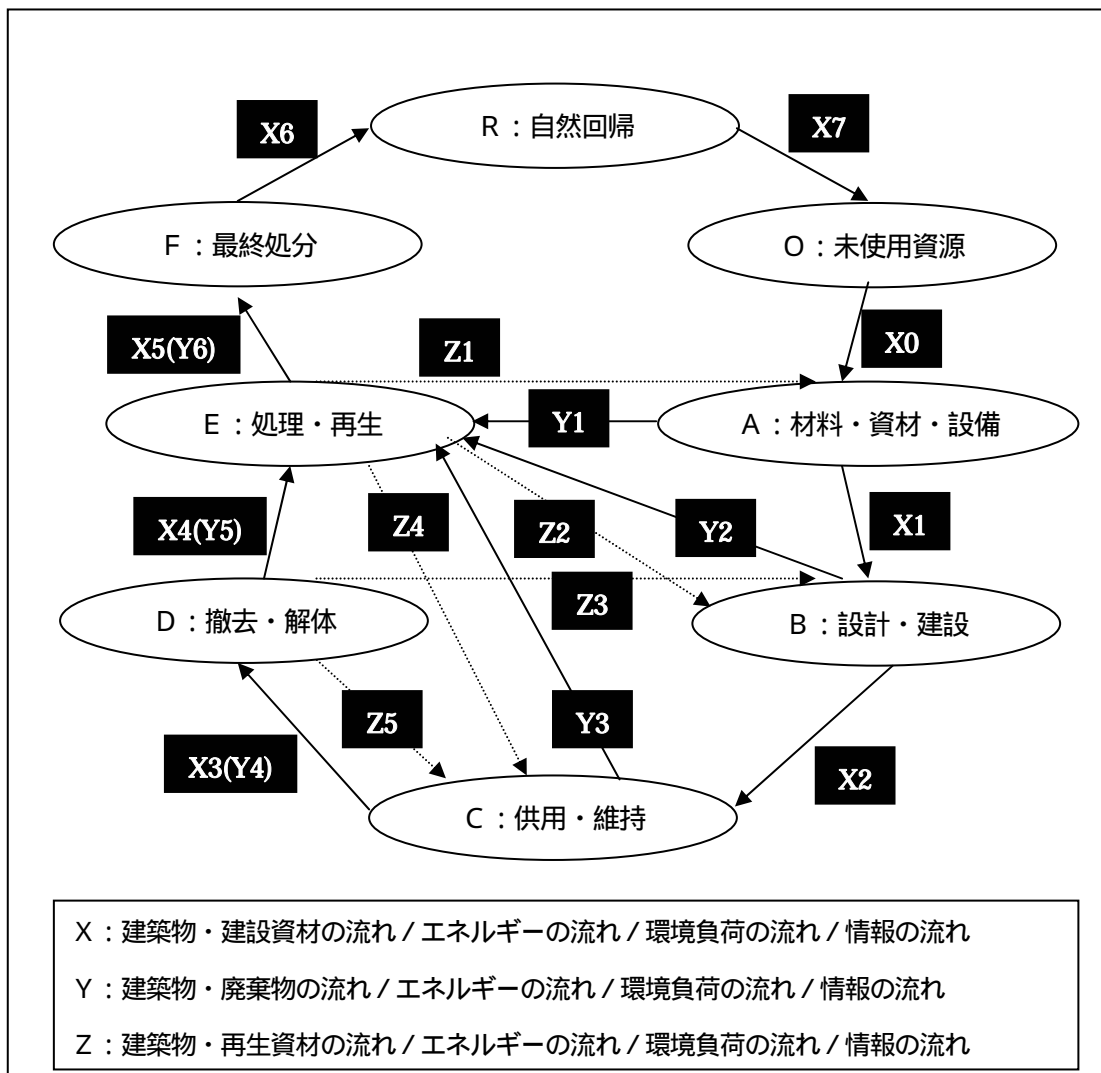 R：自然回帰
X6
X7
F：最終処分
O：未使用資源
X5(Y6)
Z1
X0
E：処理・再生
Y1
A：材料・資材・設備
X4(Y5)
Z4
Z2
Y2
X1
D：撤去・解体
Z3
B：設計・建設
Z5
Y3
X3(Y4)
X2
C：供用・維持
X：建築物・建設資材の流れ / エネルギーの流れ / 環境負荷の流れ / 情報の流れ
Y：建築物・廃棄物の流れ / エネルギーの流れ / 環境負荷の流れ / 情報の流れ
Z：建築物・再生資材の流れ / エネルギーの流れ / 環境負荷の流れ / 情報の流れ